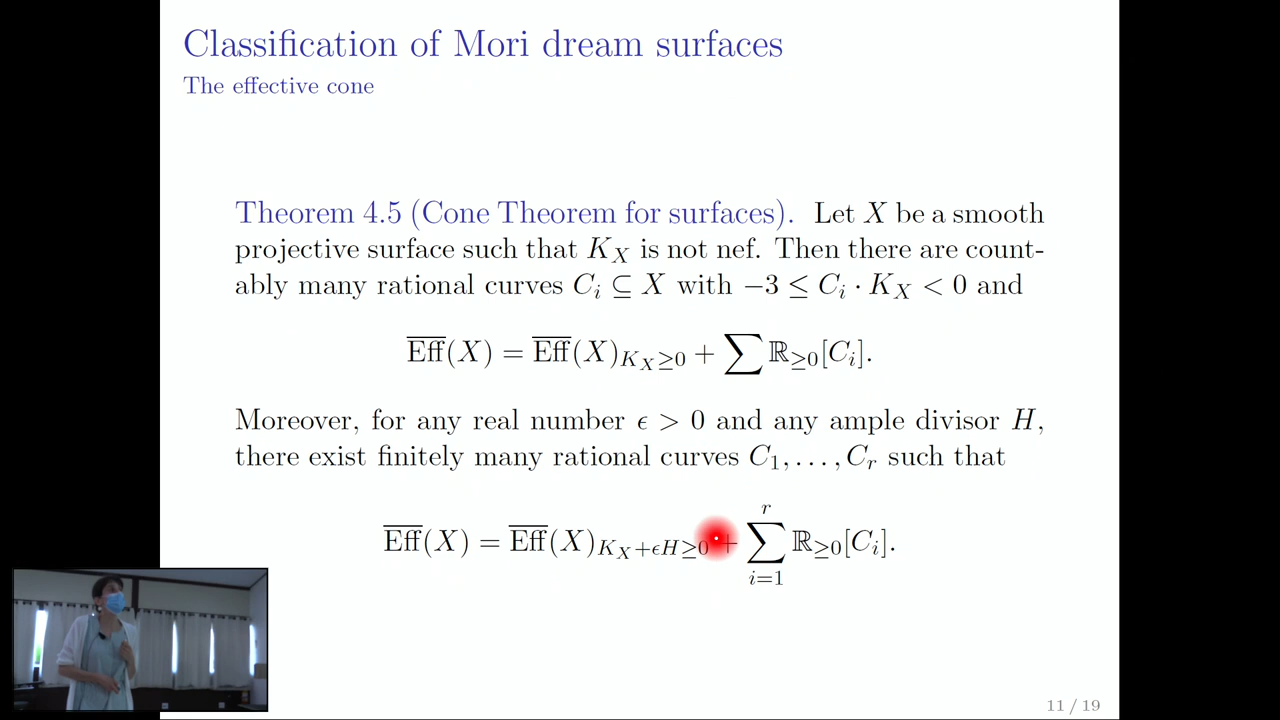 Classification of Mori dream surfaces
The effective cone
Theorem 4.5 (Cone Theorem for surfaces). Let X be a smooth
projective surface such that K_X is not nef. Then there are count-
ably many rational curves C_i ⊆ X with −3 ≤ C_i · K_X < 0 and
\overline{Eff}(X) = \overline{Eff}(X)_{K_X≥0} + ∑ ℝ_{≥0}[C_i].
Moreover, for any real number ϵ > 0 and any ample divisor H,
there exist finitely many rational curves C_1, . . . , C_r such that
\overline{Eff}(X) = \overline{Eff}(X)_{K_X+ϵH≥0} + ∑_{i=1}^{r} ℝ_{≥0}[C_i].
11 / 19